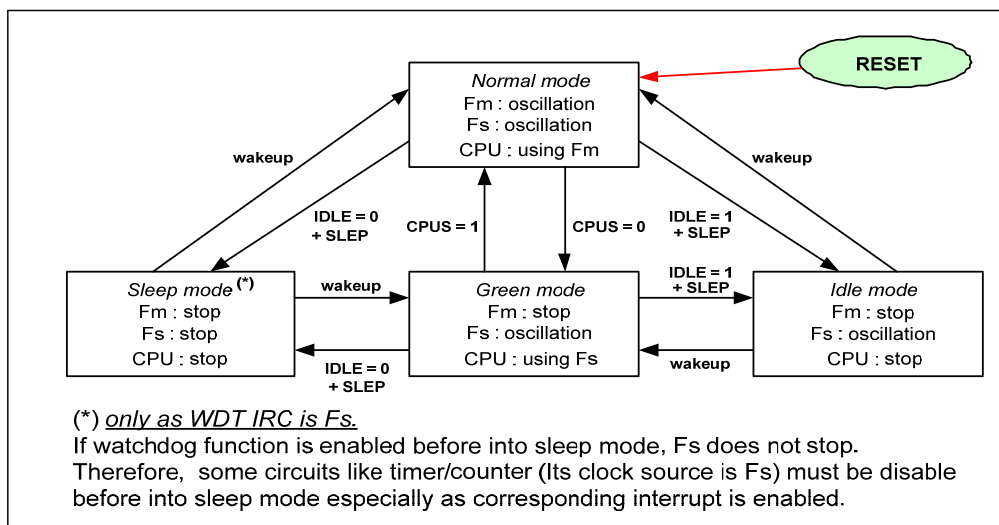 RESET
Normal mode
Fm : oscillation
Fs : oscillation
CPU : using Fm
wakeup
wakeup
IDLE = 0
+ SLEP
CPUS = 1
CPUS = 0
IDLE = 1
+ SLEP
Sleep mode (*)
Fm : stop
Fs : stop
CPU : stop
wakeup
IDLE = 0
+ SLEP
Green mode
Fm : stop
Fs : oscillation
CPU : using Fs
IDLE = 1
+ SLEP
wakeup
Idle mode
Fm : stop
Fs : oscillation
CPU : stop
(*) only as WDT IRC is Fs.
If watchdog function is enabled before into sleep mode, Fs does not stop.
Therefore, some circuits like timer/counter (Its clock source is Fs) must be disable
before into sleep mode especially as corresponding interrupt is enabled.